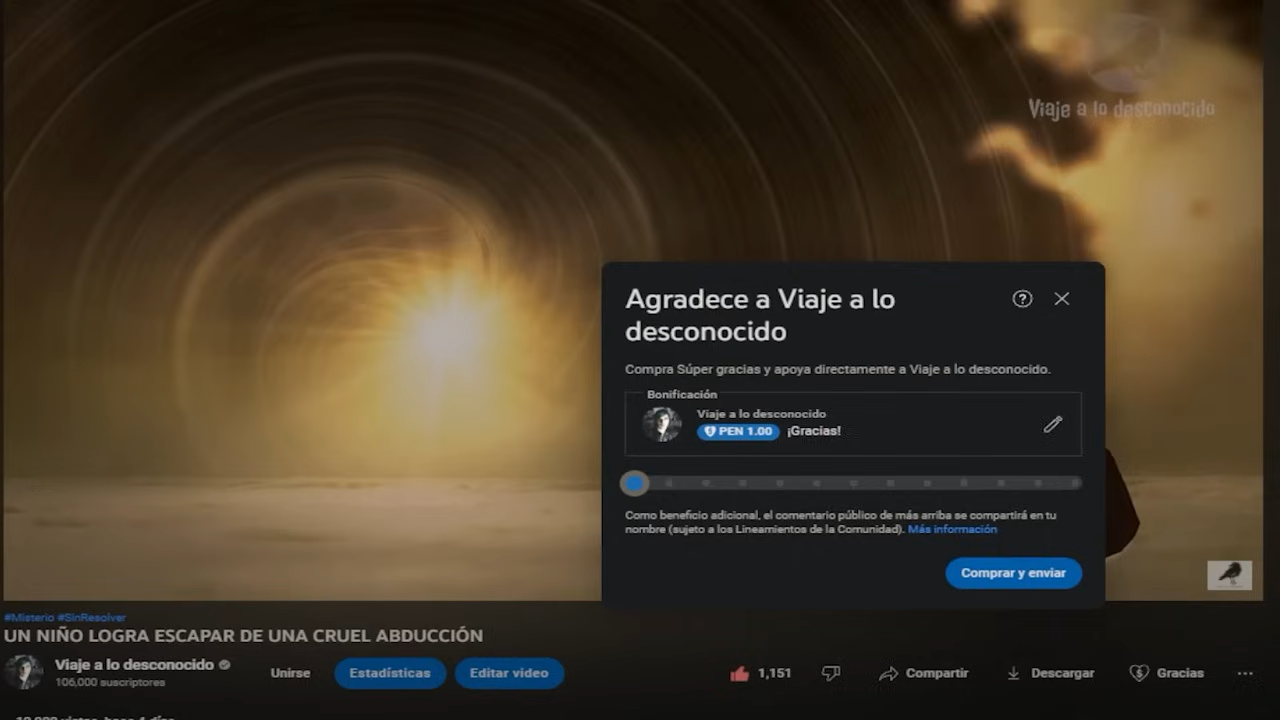 Viaje a lo desconocido
Agradece a Viaje a lo
desconocido
Compra Súper gracias y apoya directamente a Viaje a lo desconocido.
Bonificación
Viaje a lo desconocido
PEN 1.00 ¡Gracias!
Como beneficio adicional, el comentario público de más arriba se compartirá en tu
nombre (sujeto a los Lineamientos de la Comunidad). Más información
Comprar y enviar
#Misterio #SinResolver
UN NIÑO LOGRA ESCAPAR DE UNA CRUEL ABDUCCIÓN
Viaje a lo desconocido
106,000 suscriptores
Unirse
Estadísticas
Editar video
1,151
Compartir
Descargar
Gracias